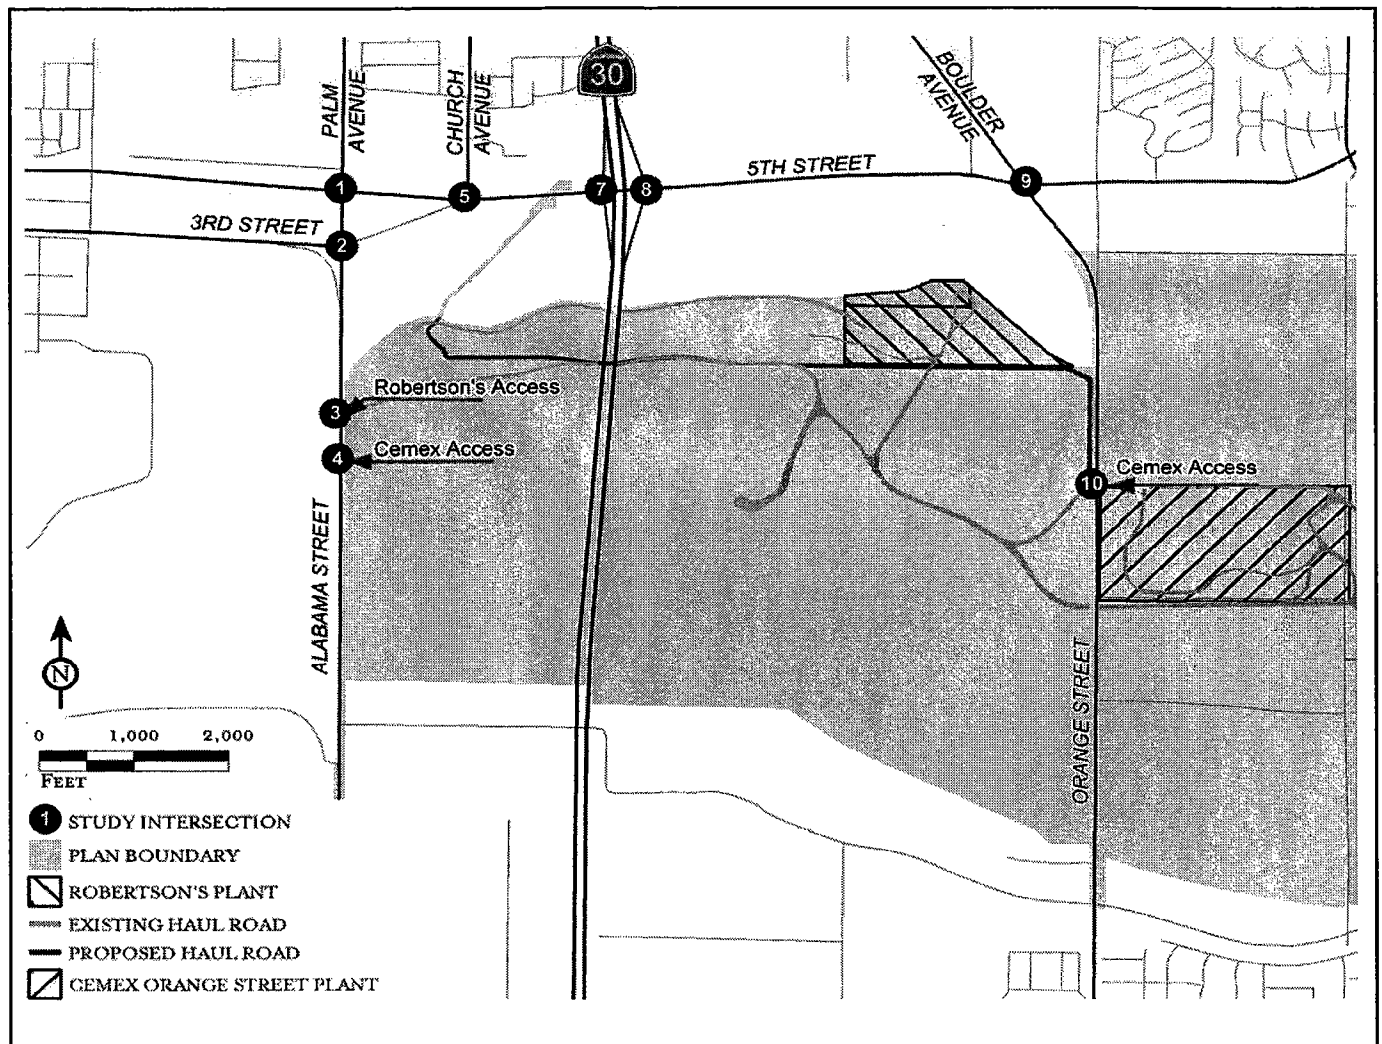 30
PALM
AVENUE
CHURCH
AVENUE
BOULDER
AVENUE
5TH STREET
1
5
7
8
9
3RD STREET
2
Robertson's Access
3
Cemex Access
4
Cemex Access
10
ALABAMA STREET
ORANGE STREET
N
0 1,000 2,000
FEET
1 STUDY INTERSECTION
PLAN BOUNDARY
ROBERTSON'S PLANT
EXISTING HAUL ROAD
PROPOSED HAUL ROAD
CEMEX ORANGE STREET PLANT